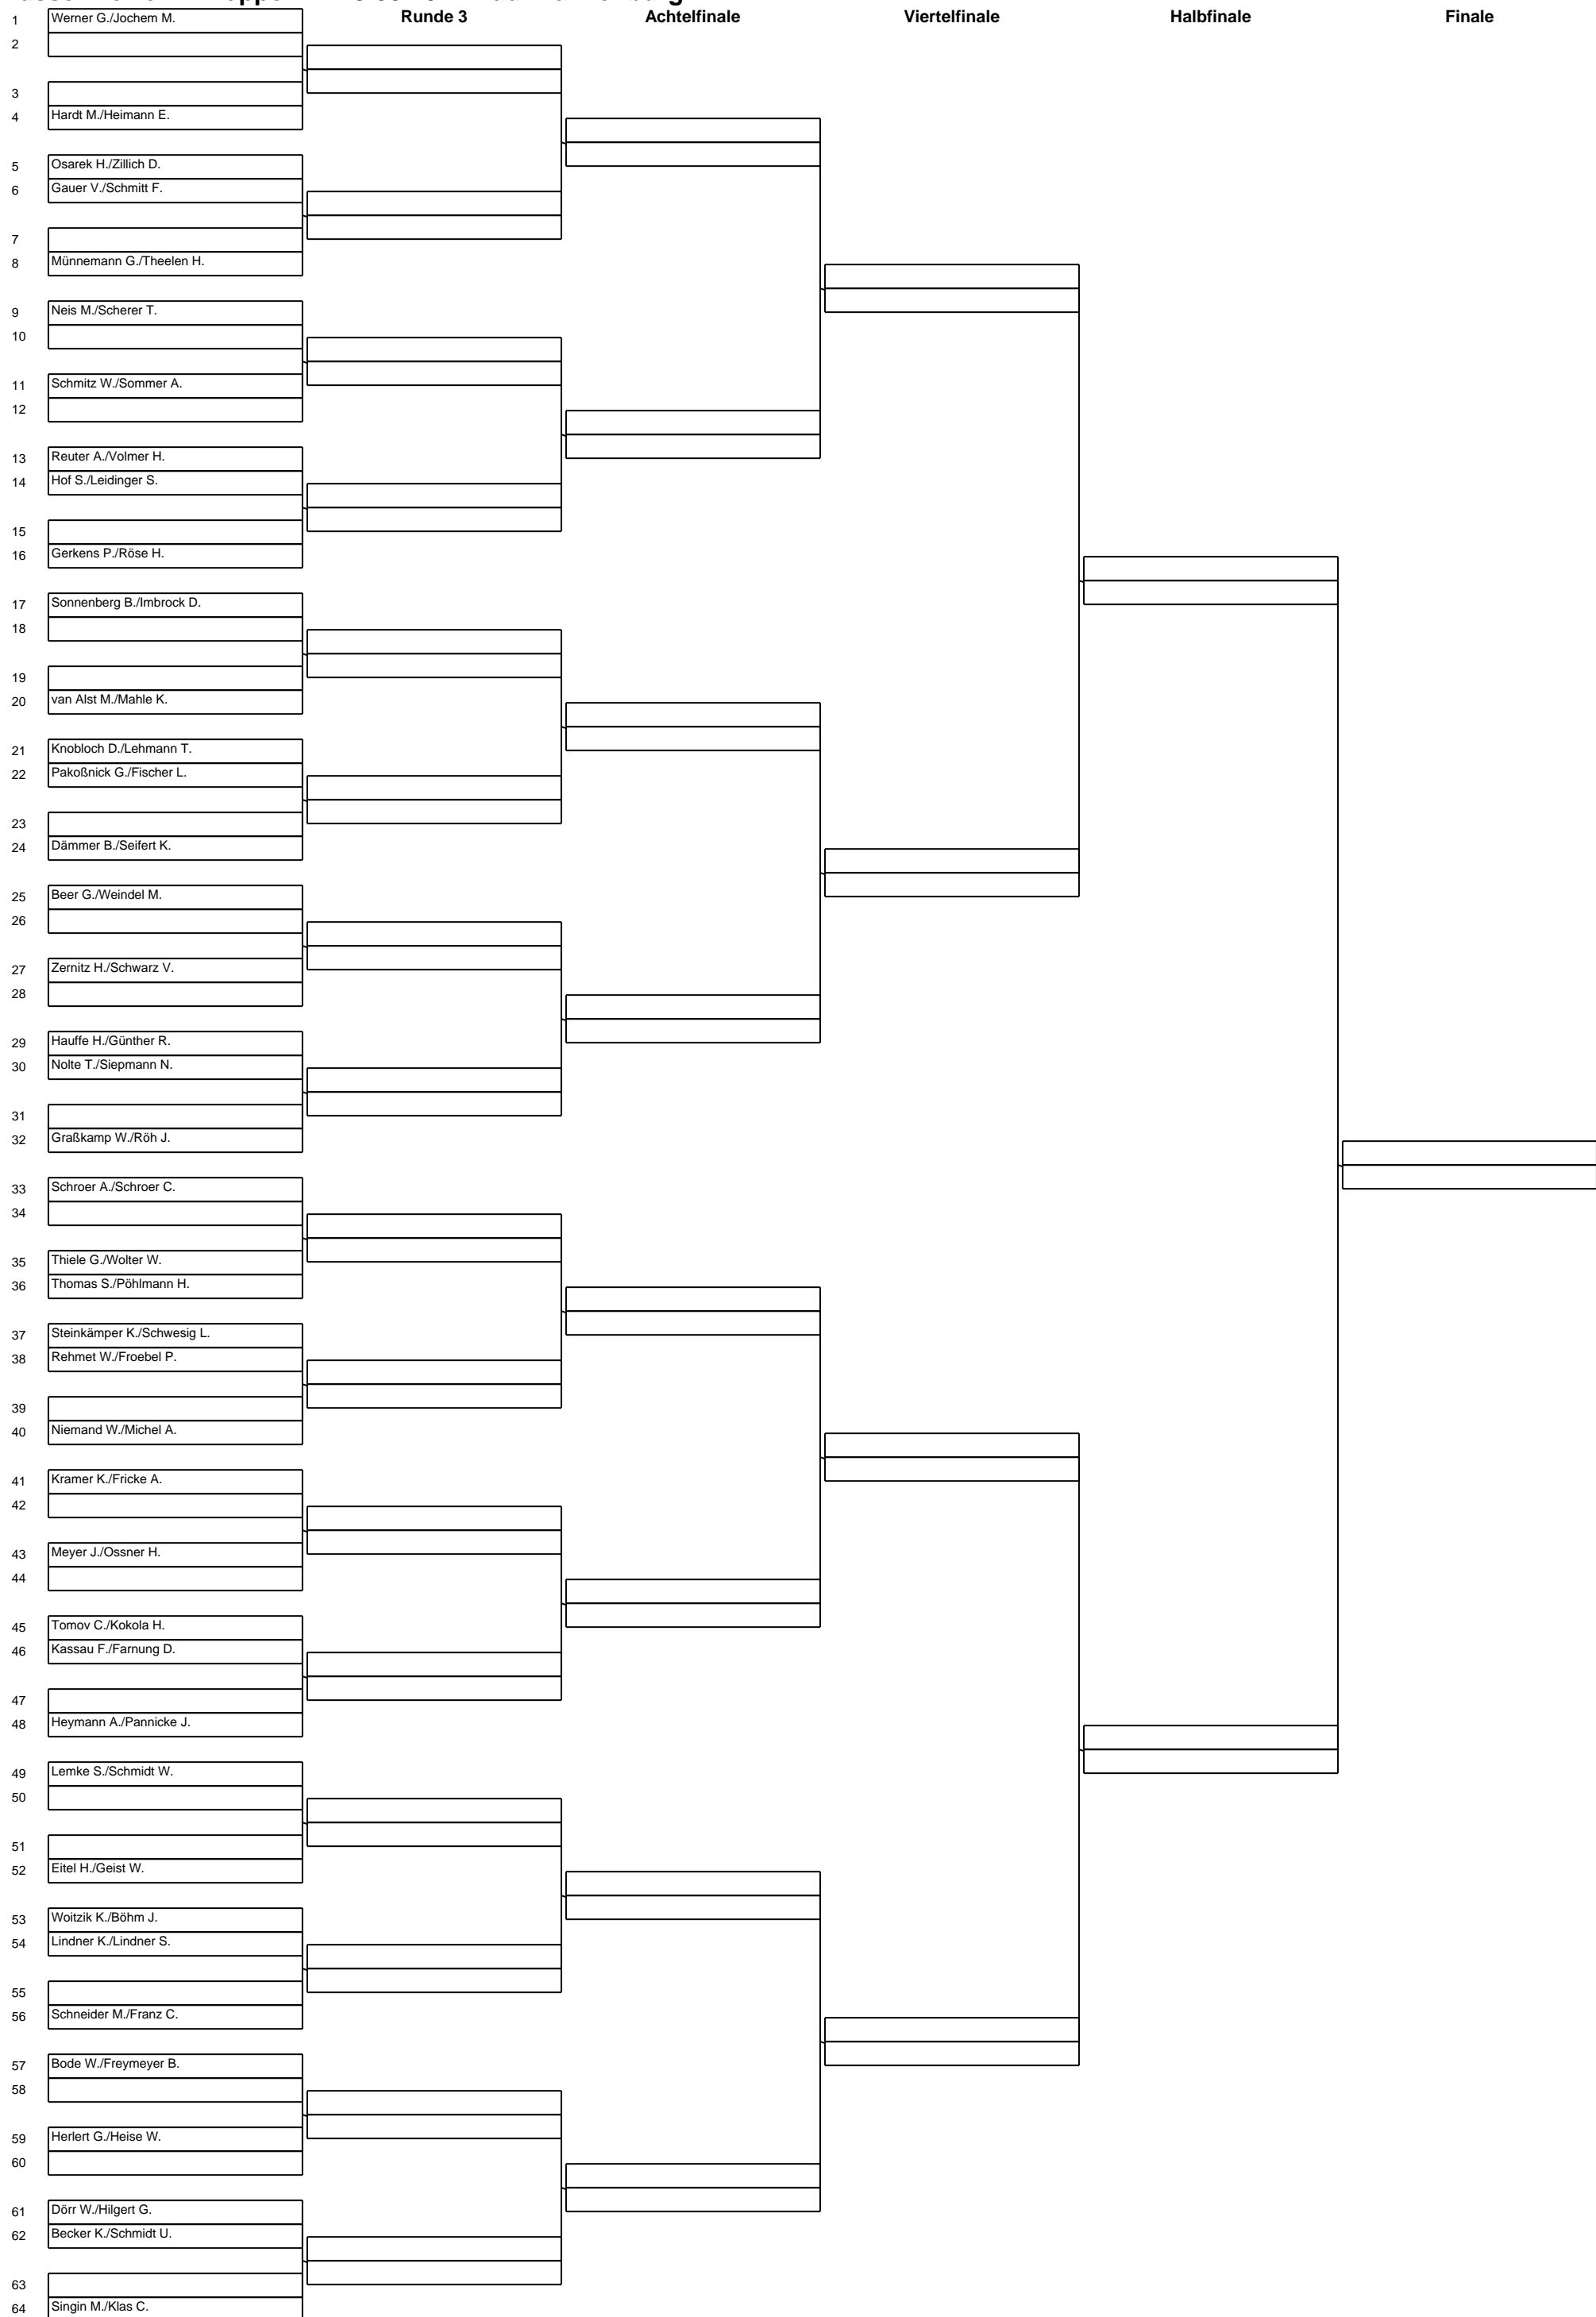 Runde 3 Achtelfinale Viertelfinale Halbfinale Finale
1 Werner G./Jochem M.
2
3
4 Hardt M./Heimann E.
5 Osarek H./Zillich D.
6 Gauer V./Schmitt F.
7
8 Münnemann G./Theelen H.
9 Neis M./Scherer T.
10
11 Schmitz W./Sommer A.
12
13 Reuter A./Volmer H.
14 Hof S./Leidinger S.
15
16 Gerkens P./Röse H.
17 Sonnenberg B./Imbrock D.
18
19
20 van Alst M./Mahle K.
21 Knobloch D./Lehmann T.
22 Pakoßnick G./Fischer L.
23
24 Dämmer B./Seifert K.
25 Beer G./Weindel M.
26
27 Zernitz H./Schwarz V.
28
29 Hauffe H./Günther R.
30 Nolte T./Siepmann N.
31
32 Graßkamp W./Röh J.
33 Schroer A./Schroer C.
34
35 Thiele G./Wolter W.
36 Thomas S./Pöhlmann H.
37 Steinkämper K./Schwesig L.
38 Rehmet W./Froebel P.
39
40 Niemand W./Michel A.
41 Kramer K./Fricke A.
42
43 Meyer J./Ossner H.
44
45 Tomov C./Kokola H.
46 Kassau F./Farnung D.
47
48 Heymann A./Pannicke J.
49 Lemke S./Schmidt W.
50
51
52 Eitel H./Geist W.
53 Woitzik K./Böhm J.
54 Lindner K./Lindner S.
55
56 Schneider M./Franz C.
57 Bode W./Freymeyer B.
58
59 Herlert G./Heise W.
60
61 Dörr W./Hilgert G.
62 Becker K./Schmidt U.
63
64 Singin M./Klas C.